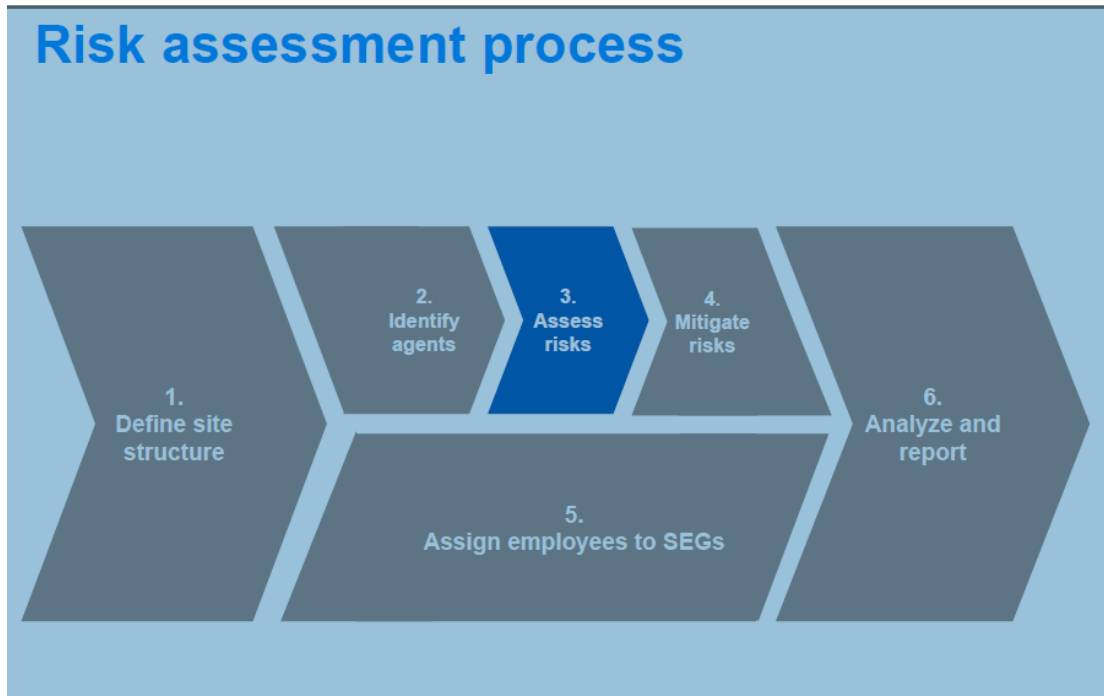 Risk assessment process
1.
Define site
structure
2.
Identify
agents
3.
Assess
risks
4.
Mitigate
risks
5.
Assign employees to SEGs
6.
Analyze and
report